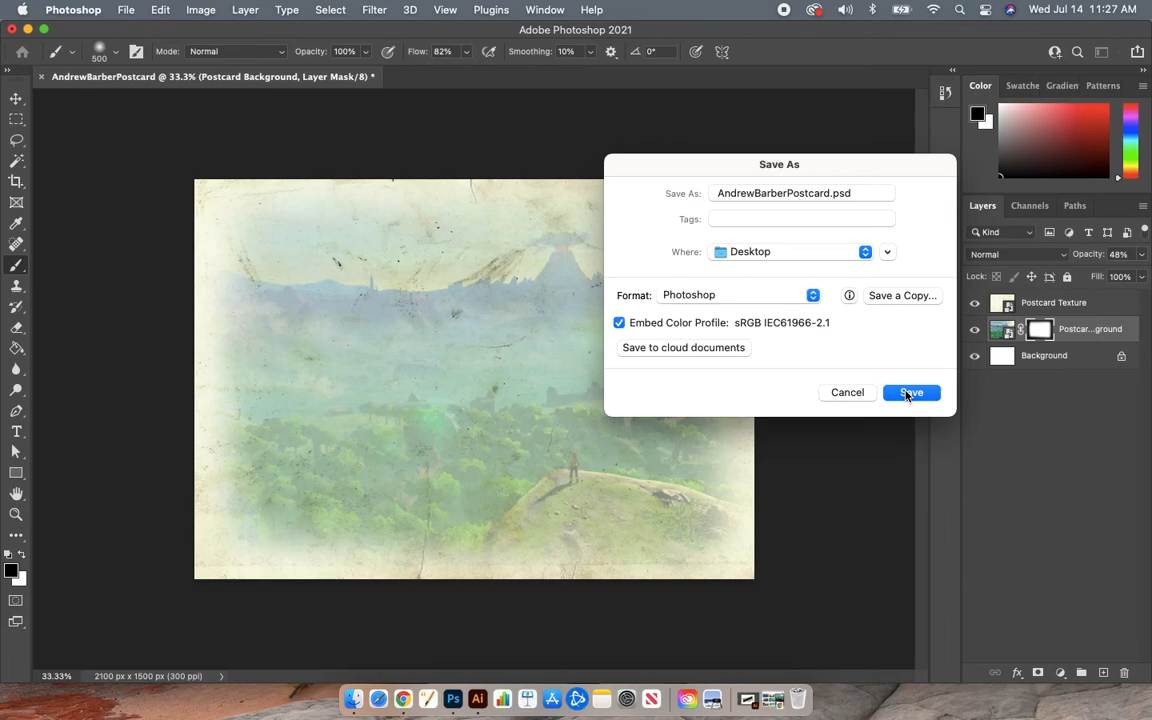 Photoshop File Edit Image Layer Type Select Filter 3D View Plugins Window Help Wed Jul 14 11:27 AM
Adobe Photoshop 2021
500 Mode: Normal Opacity: 100% Flow: 82% Smoothing: 10% 0°
AndrewBarberPostcard @ 33.3% (Postcard Background, Layer Mask/8) *
Color Swatche Gradien Patterns
Save As
Save As: AndrewBarberPostcard.psd
Tags:
Where: Desktop
Format: Photoshop Save a Copy...
Embed Color Profile: sRGB IEC61966-2.1
Save to cloud documents
Cancel Save
Layers Channels Paths
Kind
Normal Opacity: 48%
Lock: Fill: 100%
Postcard Texture
Postcar...ground
Background
33.33% 2100 px x 1500 px (300 ppi)
Ps Ai